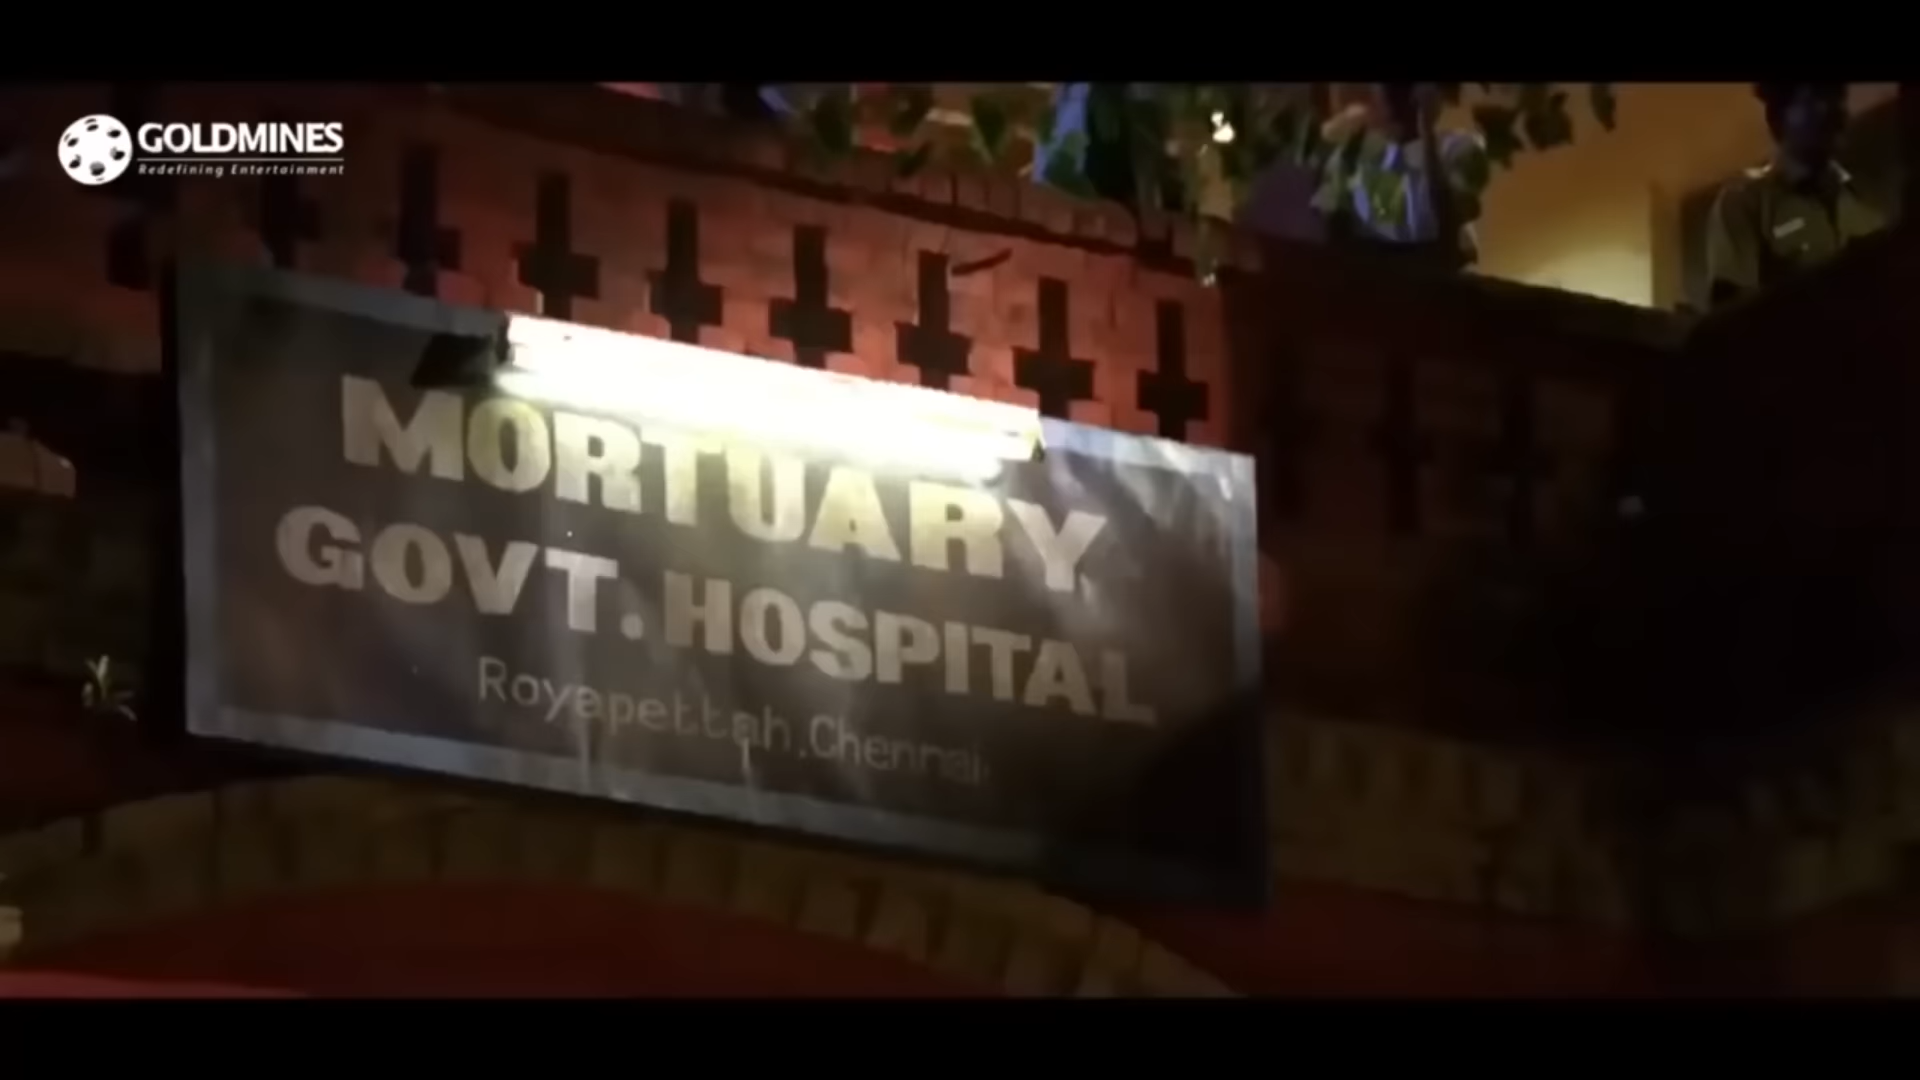 GOLDMINES
Redefining Entertainment
MORTUARY
GOVT. HOSPITAL
Royapettah. Chennai